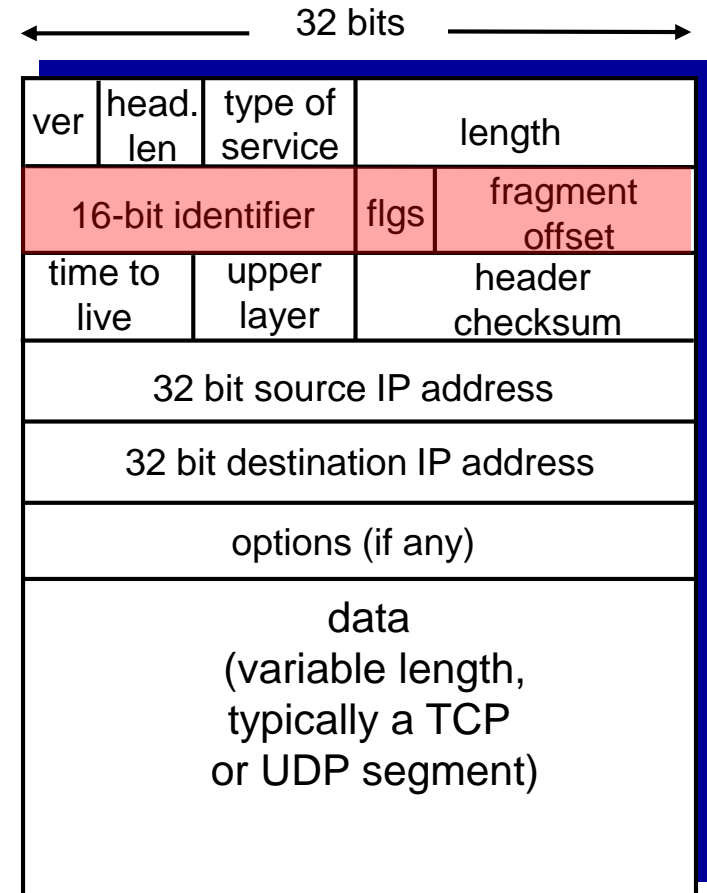 32 bits
ver
head.
len
type of
service
length
16-bit identifier
flgs
fragment
offset
time to
live
upper
layer
header
checksum
32 bit source IP address
32 bit destination IP address
options (if any)
data
(variable length,
typically a TCP
or UDP segment)